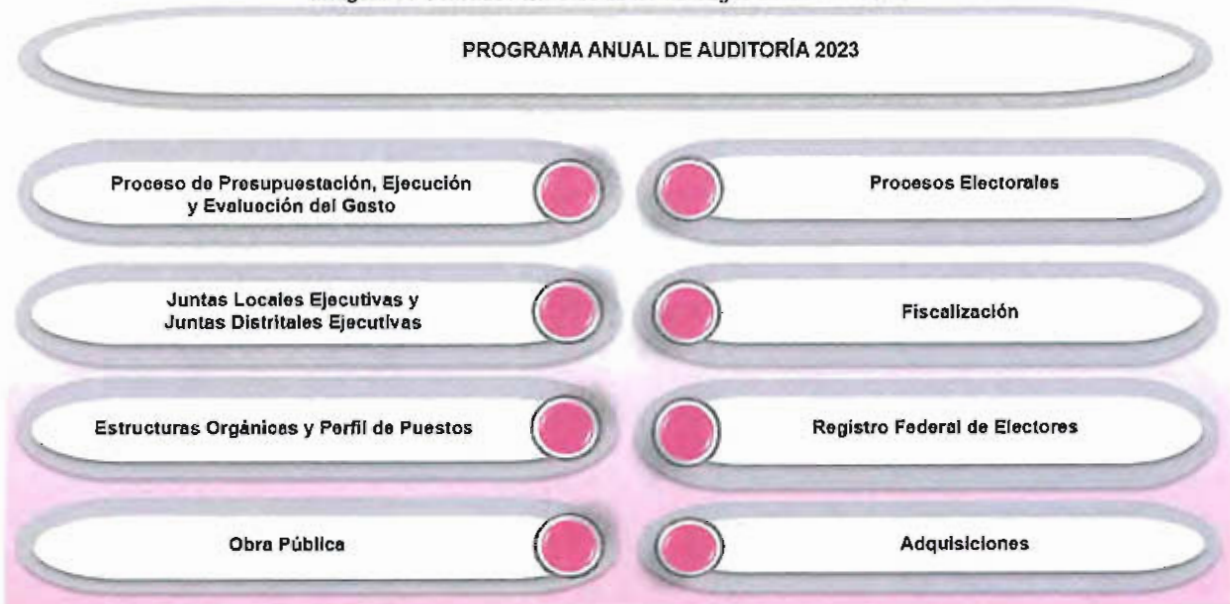 PROGRAMA ANUAL DE AUDITORÍA 2023
Proceso de Presupuestación, Ejecución
y Evaluación del Gasto
Procesos Electorales
Juntas Locales Ejecutivas y
Juntas Distritales Ejecutivas
Fiscalización
Estructuras Orgánicas y Perfil de Puestos
Registro Federal de Electores
Obra Pública
Adquisiciones